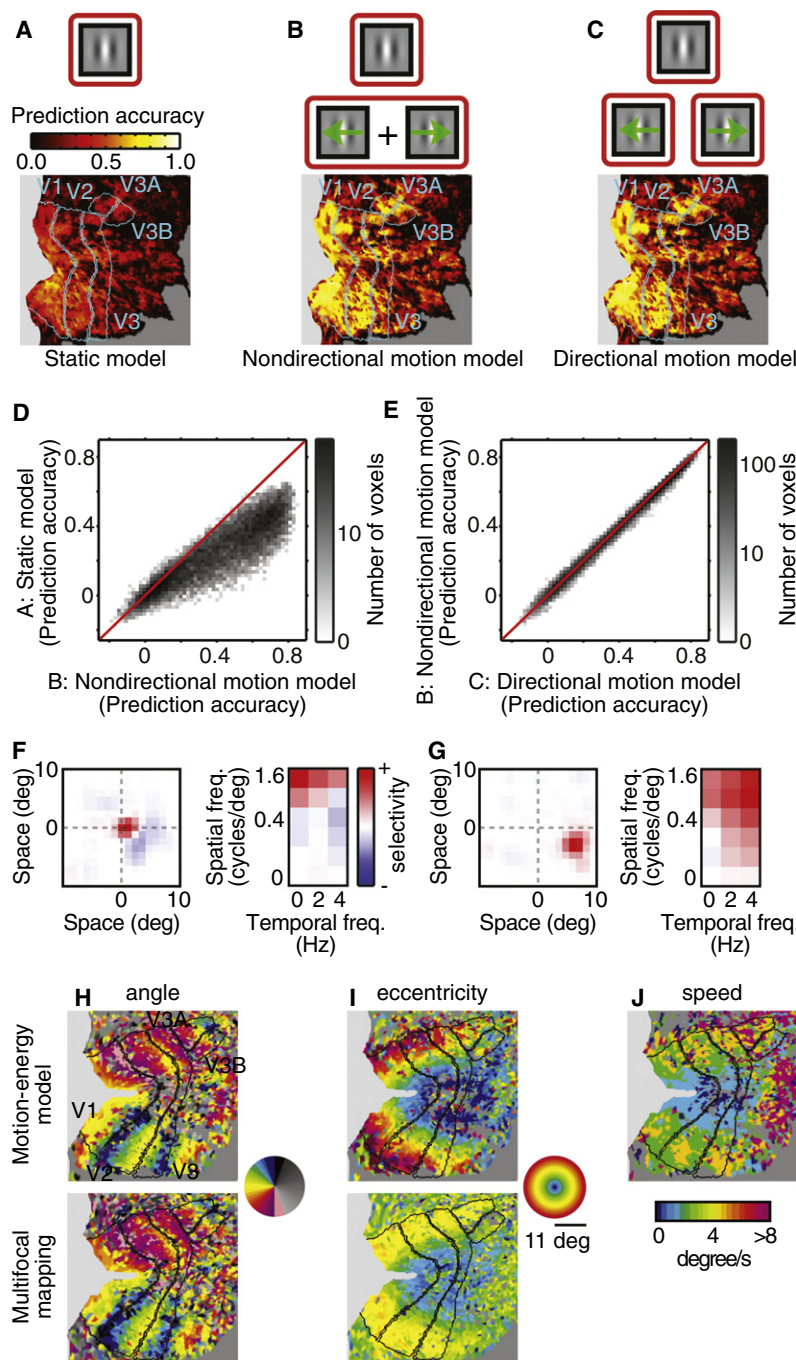 A
B
C
Prediction accuracy
0.0 0.5 1.0
+
V1 V2 V3A
V3B
V3
V1 V2 V3A
V3B
V3
V1 V2 V3A
V3B
V3
Static model
Nondirectional motion model
Directional motion model
D
A: Static model
(Prediction accuracy)
0.8
0.4
0
0 0.4 0.8
B: Nondirectional motion model
(Prediction accuracy)
10
0
Number of voxels
E
B: Nondirectional motion model
(Prediction accuracy)
0.8
0.4
0
0 0.4 0.8
C: Directional motion model
(Prediction accuracy)
100
10
0
Number of voxels
F
Space (deg)
10
0
0 10
Space (deg)
Spatial freq.
(cycles/deg)
1.6
0.4
0
0 2 4
Temporal freq.
(Hz)
+
selectivity
-
G
Space (deg)
10
0
0 10
Space (deg)
Spatial freq.
(cycles/deg)
1.6
0.4
0
0 2 4
Temporal freq.
(Hz)
H angle
I eccentricity
J speed
Motion-energy
model
V3A
V3B
V1
V2
V3
Multifocal
mapping
11 deg
0 4 >8
degree/s